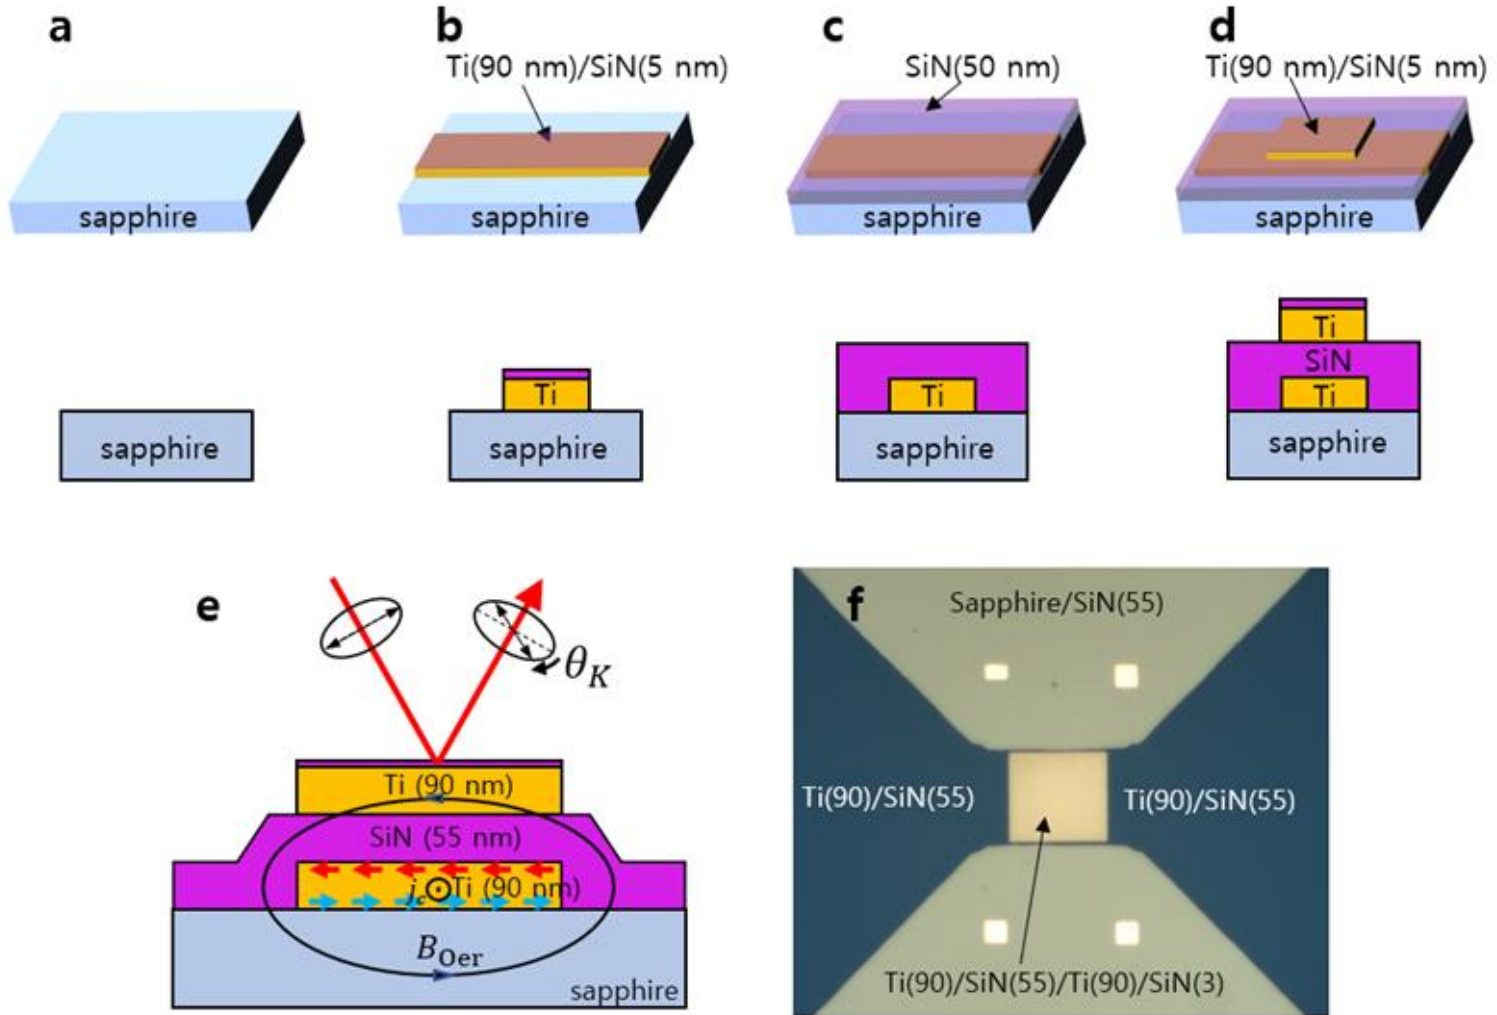 a
b
c
d
Ti(90 nm)/SiN(5 nm)
SiN(50 nm)
Ti(90 nm)/SiN(5 nm)
sapphire
sapphire
sapphire
sapphire
Ti
sapphire
sapphire
Ti
sapphire
Ti
SiN
Ti
sapphire
e
θ_K
Ti (90 nm)
SiN (55 nm)
j_c Ti (90 nm)
B_Oer
sapphire
f
Sapphire/SiN(55)
Ti(90)/SiN(55)
Ti(90)/SiN(55)
Ti(90)/SiN(55)/Ti(90)/SiN(3)